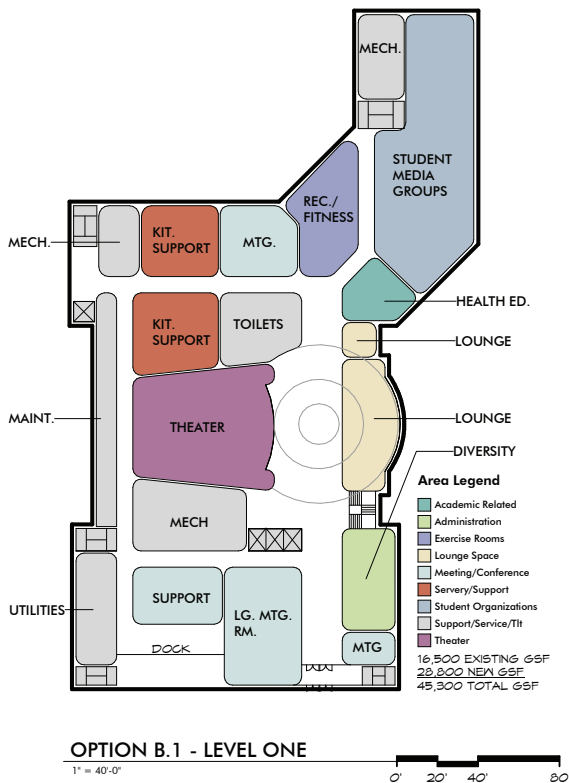 MECH.
STUDENT
MEDIA
GROUPS
REC./
FITNESS
MECH.
KIT.
SUPPORT
MTG.
HEALTH ED.
KIT.
SUPPORT
TOILETS
LOUNGE
MAINT.
THEATER
LOUNGE
DIVERSITY
MECH
Area Legend
Academic Related
Administration
Exercise Rooms
Lounge Space
Meeting/Conference
Servery/Support
Student Organizations
Support/Service/Tlt
Theater
UTILITIES
SUPPORT
LG. MTG.
RM.
DOCK
MTG
16,500 EXISTING GSF
28,800 NEW GSF
45,300 TOTAL GSF
OPTION B.1 - LEVEL ONE
1" = 40'-0"
0' 20' 40' 80